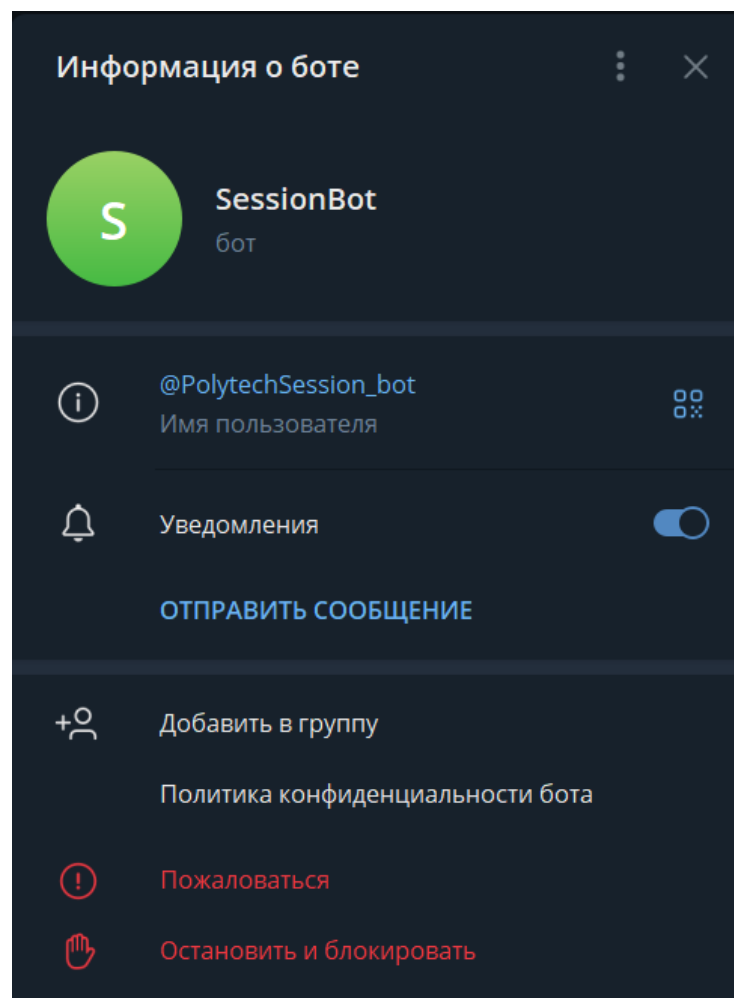 Информация о боте
S
SessionBot
бот
@PolytechSession_bot
Имя пользователя
Уведомления
ОТПРАВИТЬ СООБЩЕНИЕ
Добавить в группу
Политика конфиденциальности бота
Пожаловаться
Остановить и блокировать